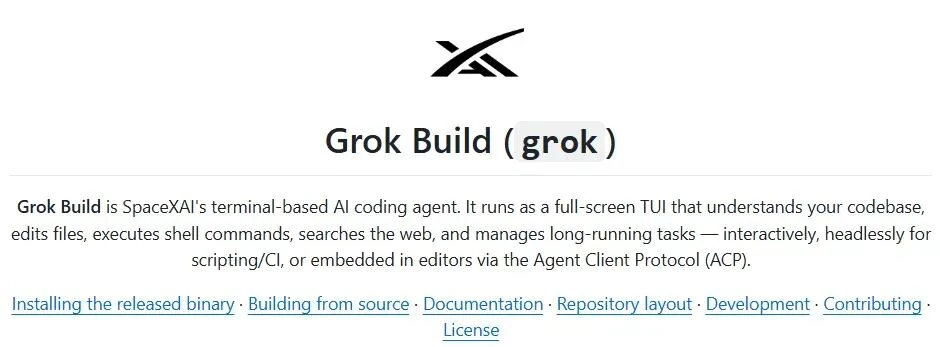 Grok Build (grok)
Grok Build is SpaceXAI's terminal-based AI coding agent. It runs as a full-screen TUI that understands your codebase,
edits files, executes shell commands, searches the web, and manages long-running tasks — interactively, headlessly for
scripting/CI, or embedded in editors via the Agent Client Protocol (ACP).
Installing the released binary · Building from source · Documentation · Repository layout · Development · Contributing ·
License